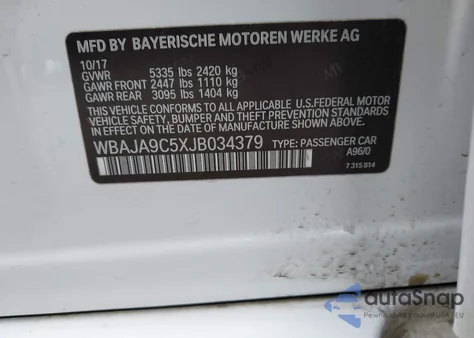 MFD BY BAYERISCHE MOTOREN WERKE AG
10/17
GVWR 5335 lbs 2420 kg
GAWR FRONT 2447 lbs 1110 kg
GAWR REAR 3095 lbs 1404 kg
THIS VEHICLE CONFORMS TO ALL APPLICABLE U.S. FEDERAL MOTOR
VEHICLE SAFETY, BUMPER AND THEFT PREVENTION STANDARDS
IN EFFECT ON THE DATE OF MANUFACTURE SHOWN ABOVE.
WBAJA9C5XJB034379 TYPE: PASSENGER CAR
A96/0
7 315 814
autoSnap